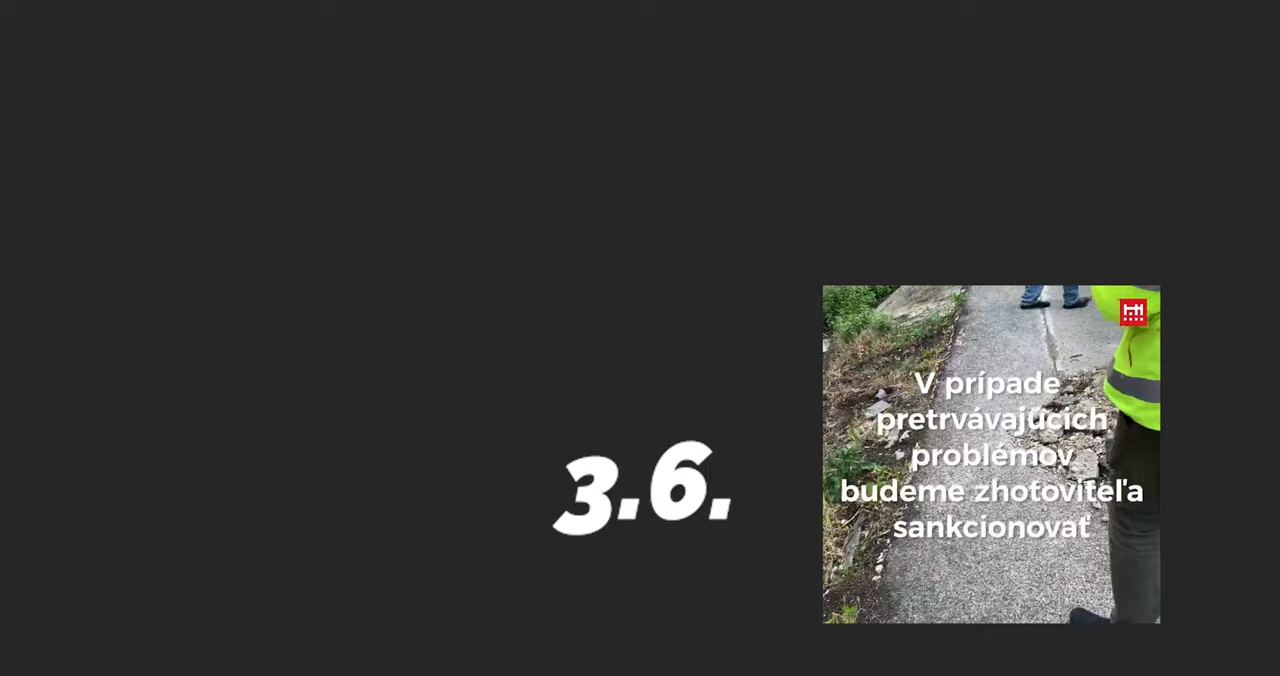 3.6.
V prípade
pretrvávajúcich
problémov
budeme zhotoviteľa
sankcionovať